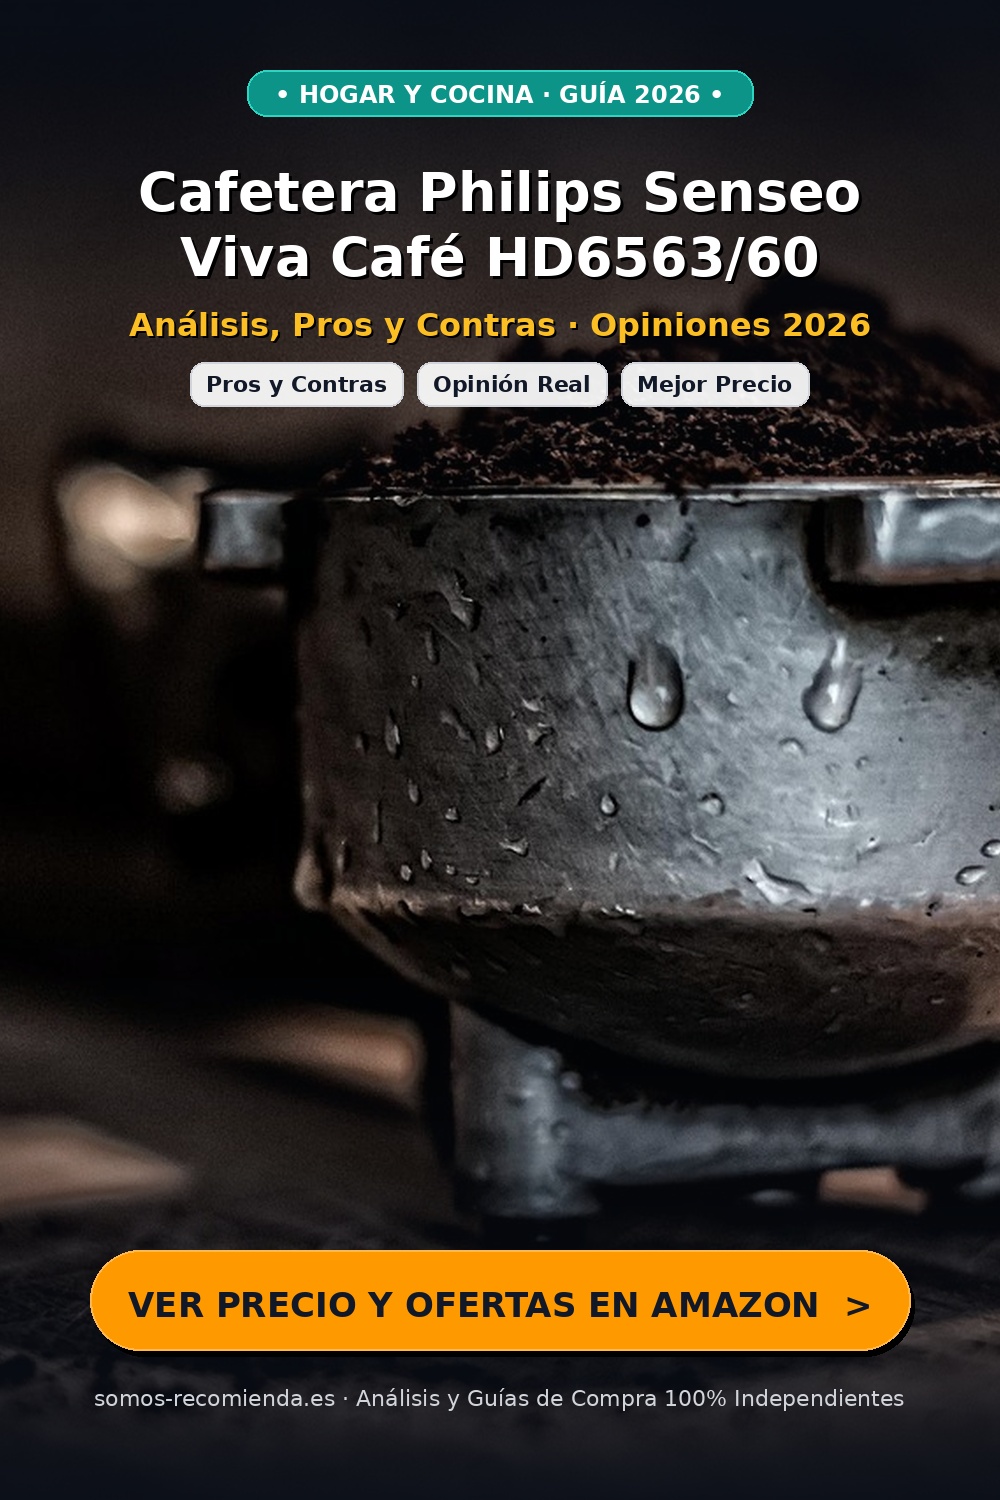 • HOGAR Y COCINA · GUÍA 2026 •
Cafetera Philips Senseo
Viva Café HD6563/60
Análisis, Pros y Contras · Opiniones 2026
Pros y Contras Opinión Real Mejor Precio
VER PRECIO Y OFERTAS EN AMAZON >
somos-recomienda.es · Análisis y Guías de Compra 100% Independientes